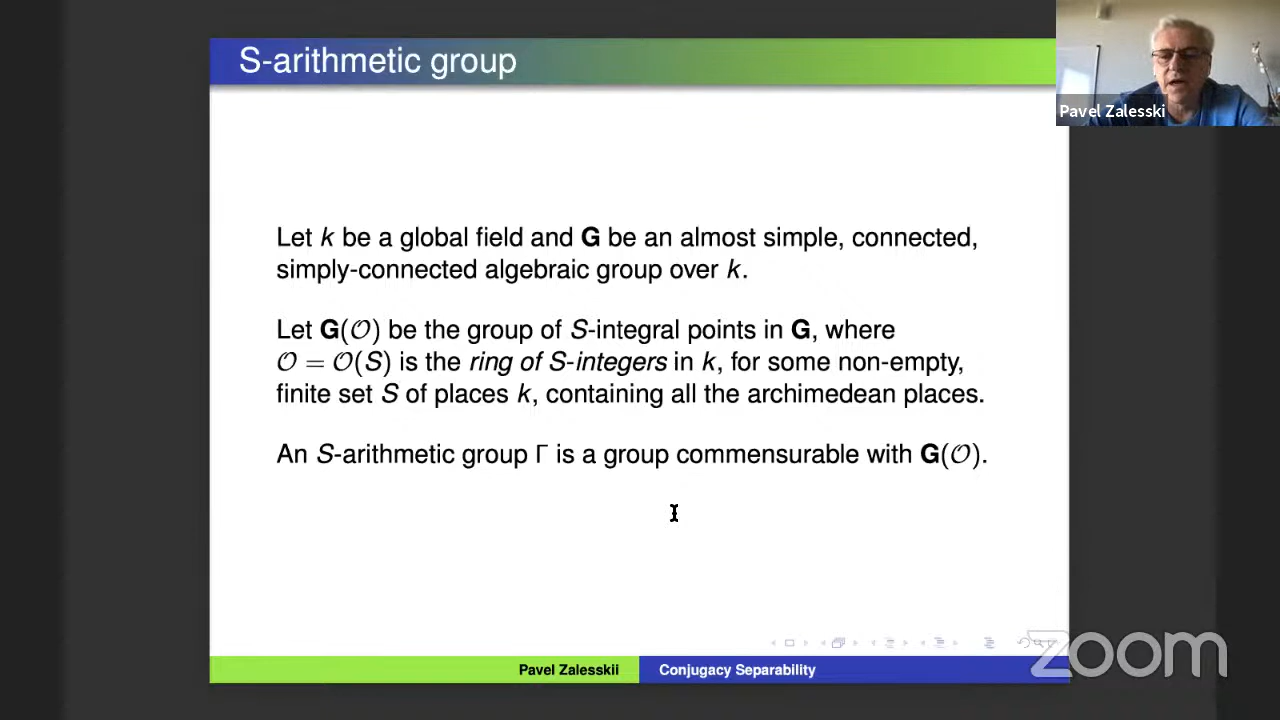 S-arithmetic group
Pavel Zalesski
Let k be a global field and G be an almost simple, connected,
simply-connected algebraic group over k.
Let G(𝒪) be the group of S-integral points in G, where
𝒪 = 𝒪(S) is the ring of S-integers in k, for some non-empty,
finite set S of places k, containing all the archimedean places.
An S-arithmetic group Γ is a group commensurable with G(𝒪).
zoom
Pavel Zalesskii
Conjugacy Separability